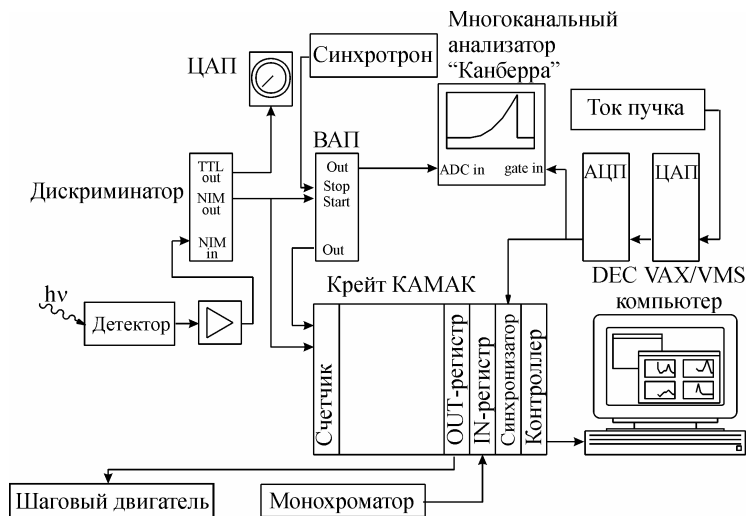 Многоканальный
анализатор
“Канберра”
Синхротрон
ЦАП
Ток пучка
ВАП
TTL
out
NIM
out
NIM
in
Out
Stop
Start
Out
ADC in
gate in
АЦП
ЦАП
Дискриминатор
DEC VAX/VMS
компьютер
Крейт КАМАК
hν
Детектор
Счетчик
OUT-регистр
IN-регистр
Синхронизатор
Контроллер
Шаговый двигатель
Монохроматор